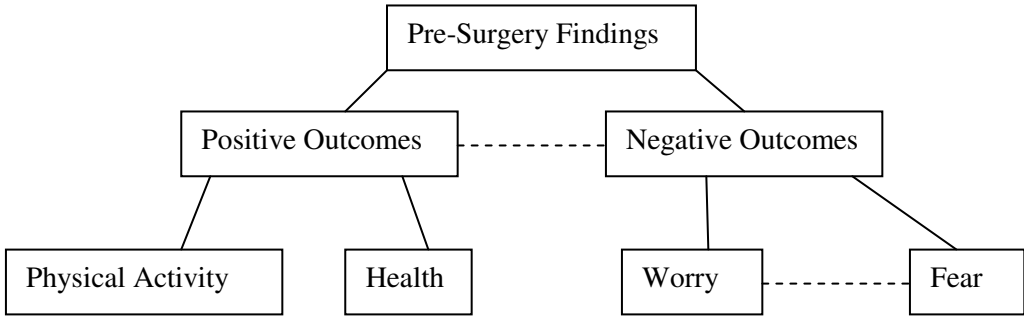 Pre-Surgery Findings
Positive Outcomes
Negative Outcomes
Physical Activity
Health
Worry
Fear